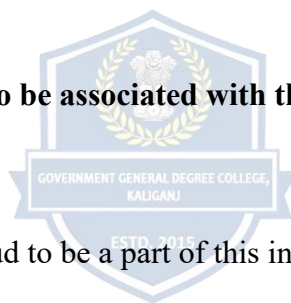 o be associated with th
GOVERNMENT GENERAL DEGREE COLLEGE,
KALIGANJ
ESTD. 2015
ud to be a part of this in